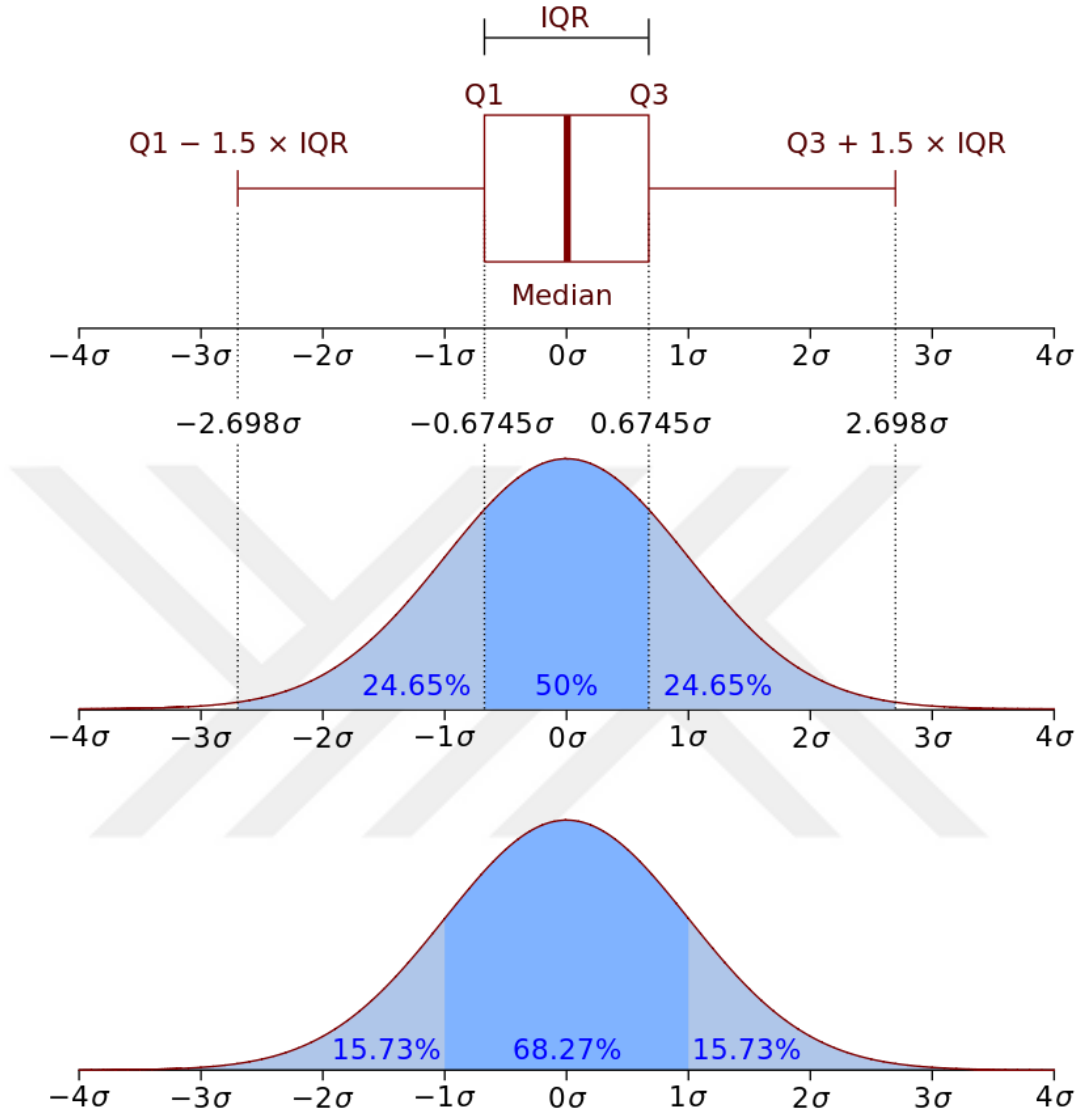 IQR
Q1 Q3
Q1 − 1.5 × IQR Q3 + 1.5 × IQR
Median
−4σ −3σ −2σ −1σ 0σ 1σ 2σ 3σ 4σ
−2.698σ −0.6745σ 0.6745σ 2.698σ
24.65% 50% 24.65%
−4σ −3σ −2σ −1σ 0σ 1σ 2σ 3σ 4σ
15.73% 68.27% 15.73%
−4σ −3σ −2σ −1σ 0σ 1σ 2σ 3σ 4σ